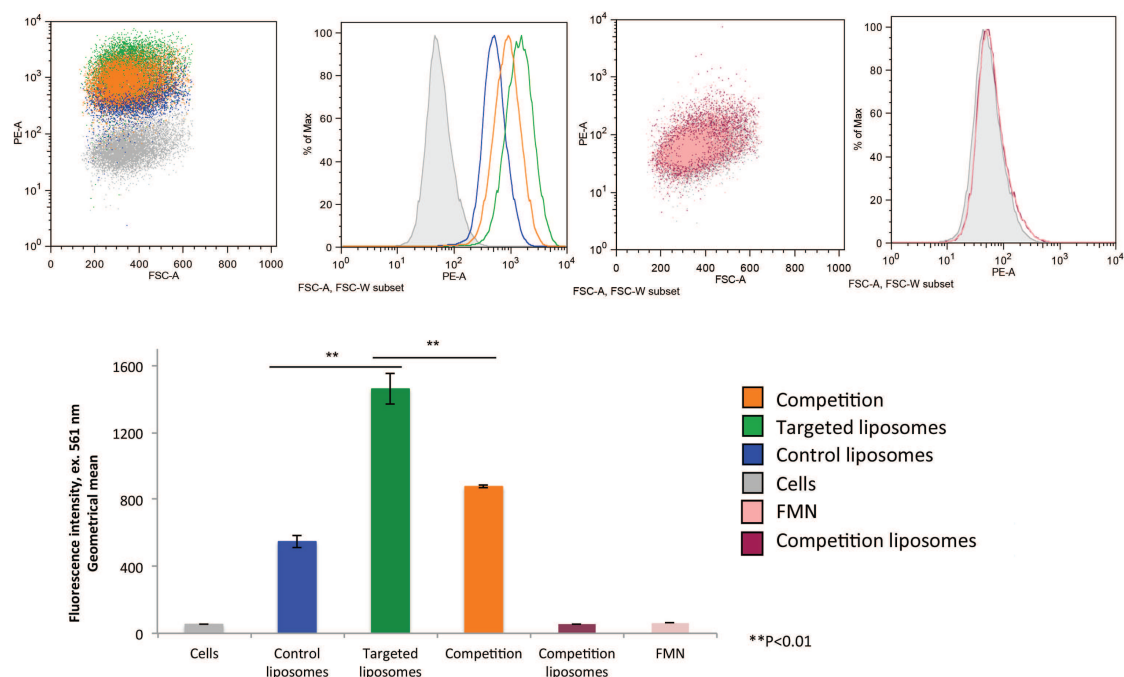 10⁴
10³
10²
10¹
10⁰
PE-A
0 200 400 600 800 1000
FSC-A
100
80
60
40
20
0
% of Max
10⁰ 10¹ 10² 10³ 10⁴
PE-A
FSC-A, FSC-W subset
10⁴
10³
10²
10¹
10⁰
PE-A
0 200 400 600 800 1000
FSC-A
FSC-A, FSC-W subset
100
80
60
40
20
0
% of Max
10⁰ 10¹ 10² 10³ 10⁴
PE-A
FSC-A, FSC-W subset
Fluorescence intensity, ex. 561 nm
Geometrical mean
1600
1200
800
400
0
**
**
Cells
Control
liposomes
Targeted
liposomes
Competition
Competition
liposomes
FMN
Competition
Targeted liposomes
Control liposomes
Cells
FMN
Competition liposomes
**P<0.01